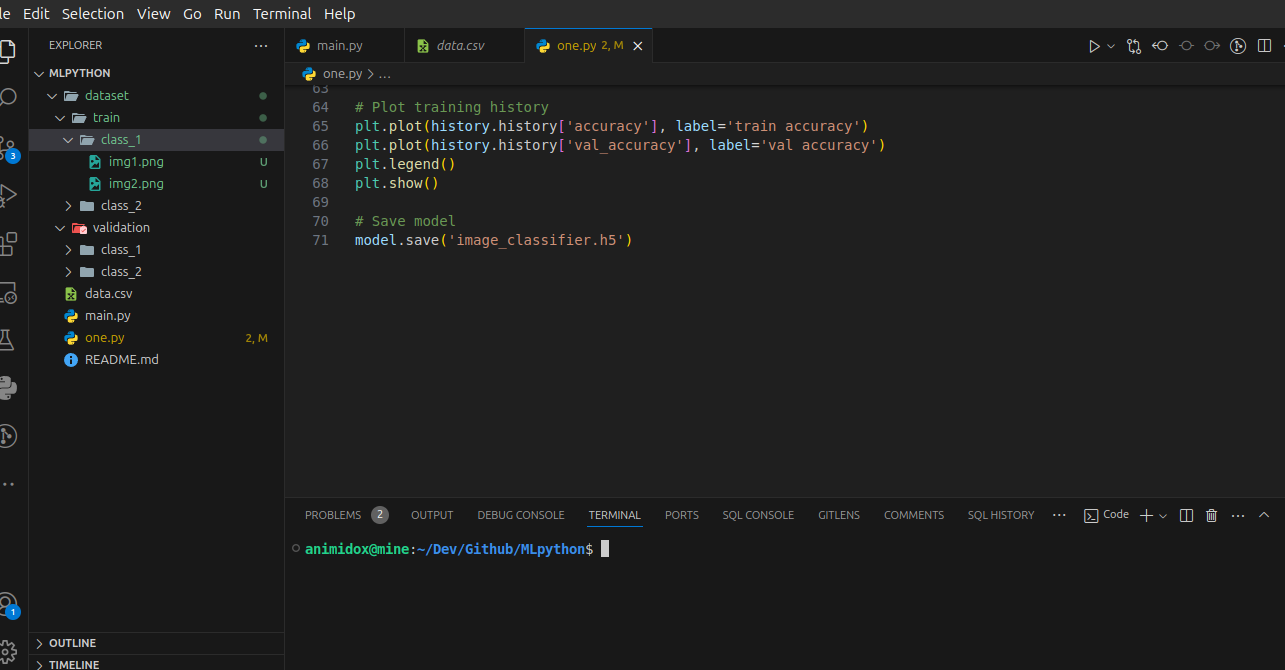 le Edit Selection View Go Run Terminal Help
EXPLORER
MLPYTHON
dataset
train
class_1
img1.png U
img2.png U
class_2
validation
class_1
class_2
data.csv
main.py
one.py 2, M
README.md
OUTLINE
TIMELINE
3
1
main.py data.csv one.py 2, M
one.py > ...
63
64 # Plot training history
65 plt.plot(history.history['accuracy'], label='train accuracy')
66 plt.plot(history.history['val_accuracy'], label='val accuracy')
67 plt.legend()
68 plt.show()
69
70 # Save model
71 model.save('image_classifier.h5')
PROBLEMS 2 OUTPUT DEBUG CONSOLE TERMINAL PORTS SQL CONSOLE GITLENS COMMENTS SQL HISTORY ... Code
animidox@mine:~/Dev/Github/MLpython$